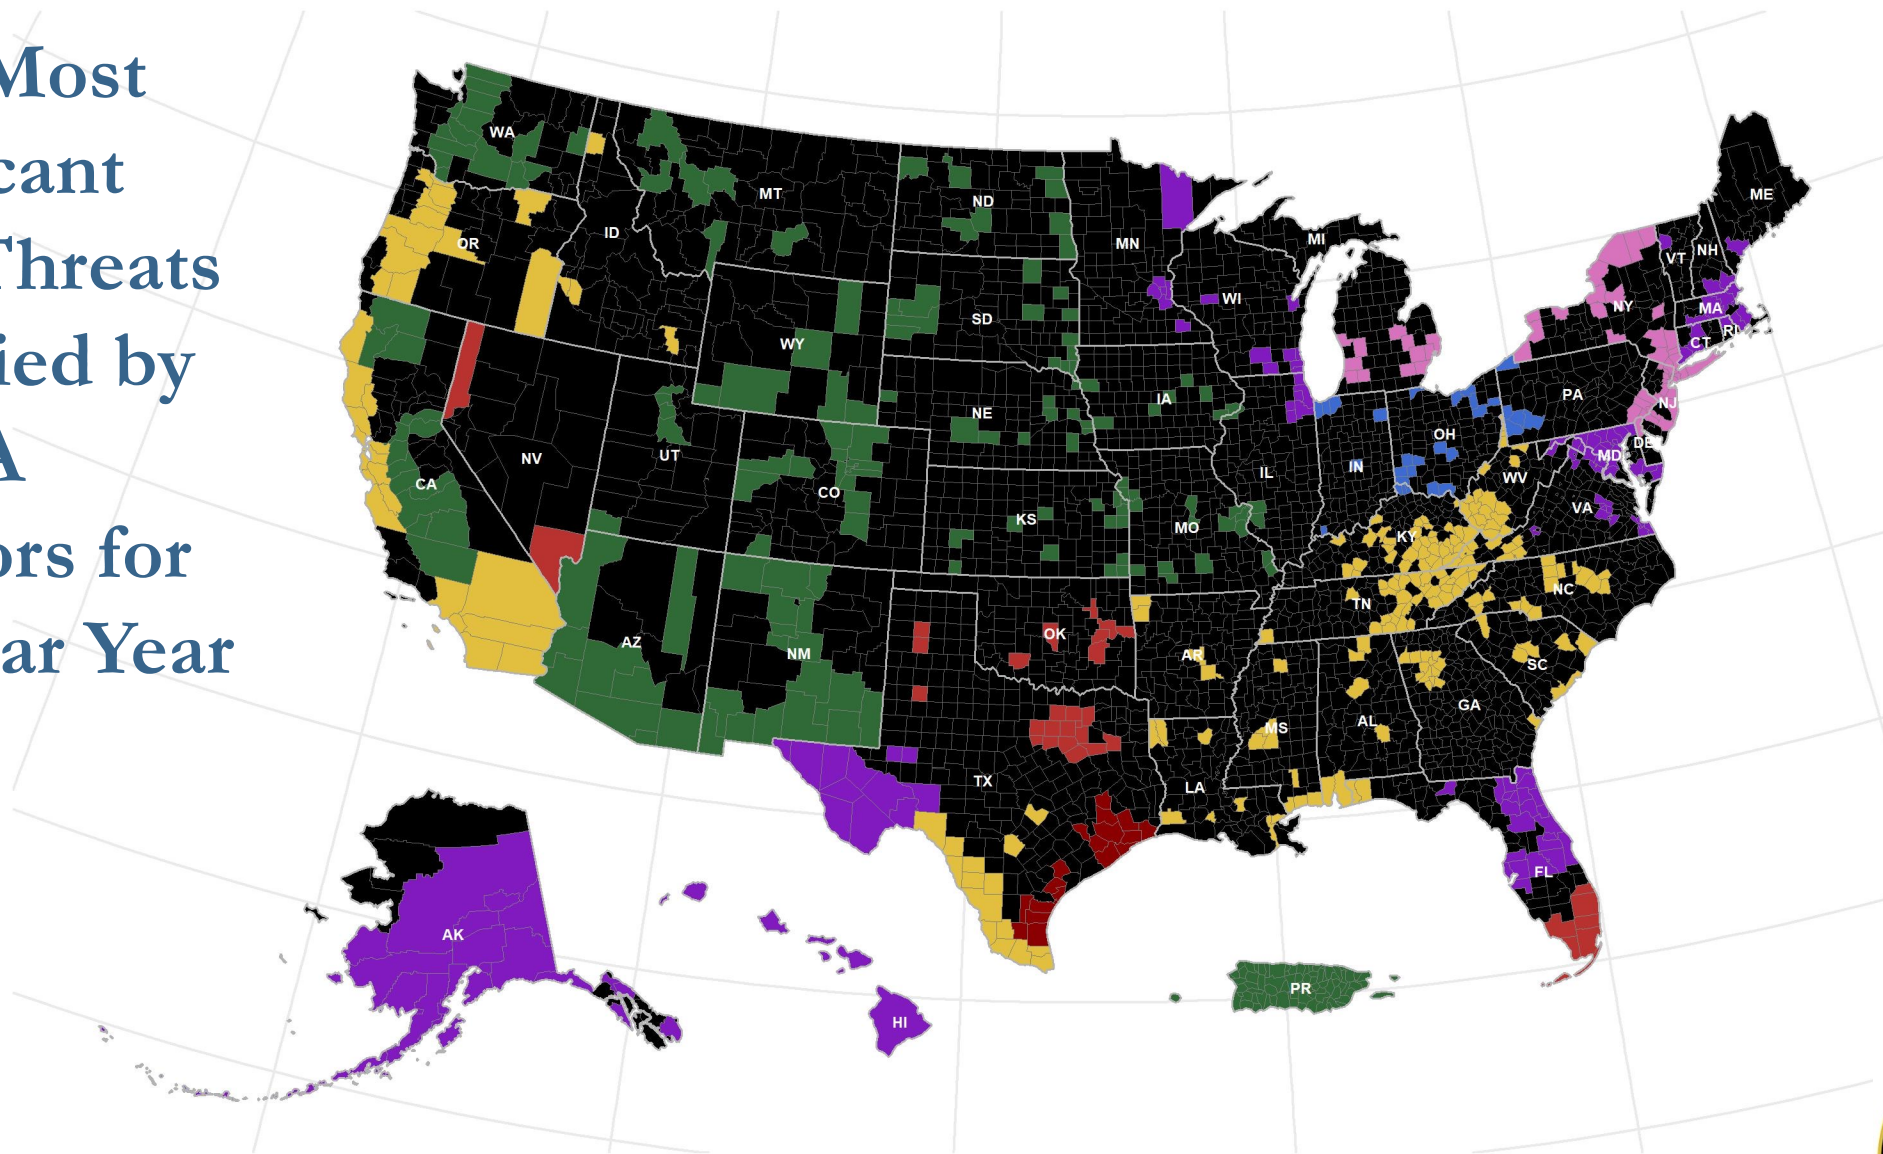 Most
cant
Threats
ied by
A
ors for
ar Year
WA
MT
ND
MN
MI
ME
OR
ID
SD
WI
VT
NH
NY
MA
RI
CT
WY
IA
NE
PA
NJ
NV
UT
CO
CA
KS
MO
IL
IN
OH
WV
MD
DE
VA
KY
AZ
NM
OK
AR
TN
NC
SC
MS
AL
GA
TX
LA
FL
AK
HI
PR